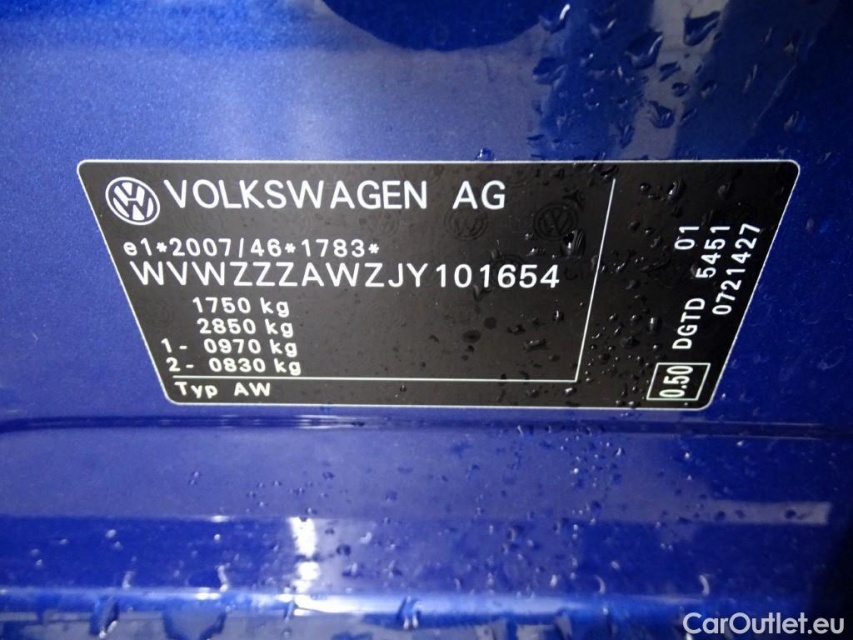 VOLKSWAGEN AG
e1*2007/46*1783*
WVWZZZAWZJY101654
1750 kg
2850 kg
1- 0970 kg
2- 0830 kg
Typ AW
01
DGTD 5451
0721427
0.50
CarOutlet.eu